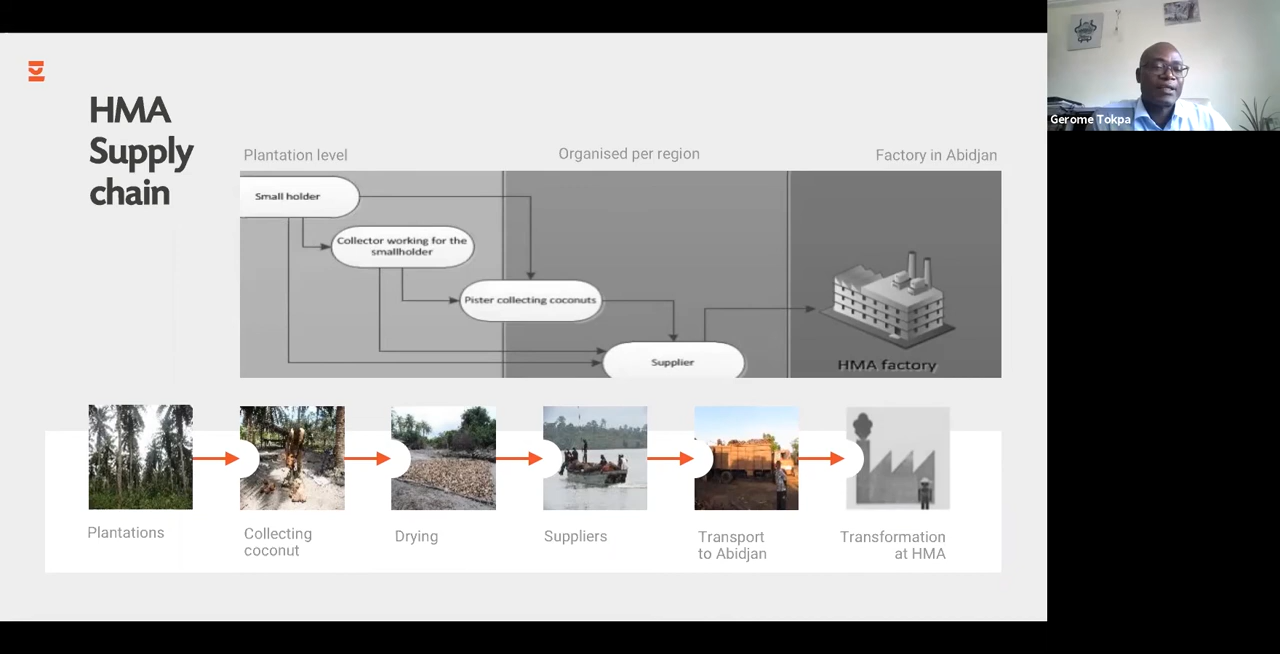 HMA
Supply
chain
Plantation level
Organised per region
Factory in Abidjan
Small holder
Collector working for the
smallholder
Pister collecting coconuts
Supplier
HMA factory
Plantations
Collecting
coconut
Drying
Suppliers
Transport
to Abidjan
Transformation
at HMA
Gerome Tokpa